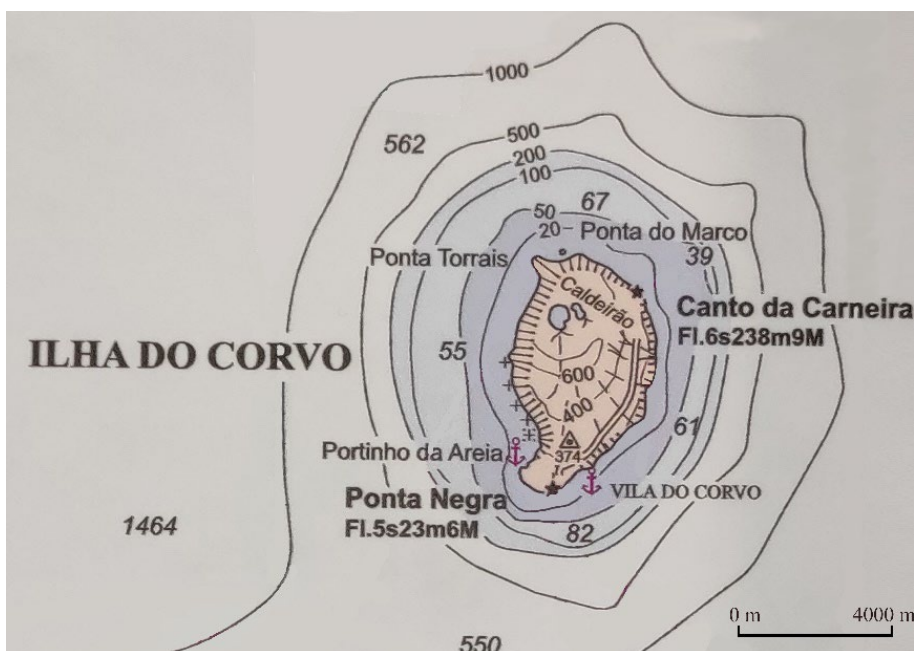 1000
562
500
200
100
67
50
20
Ponta do Marco
39
Ponta Torrais
Caldeirão
Canto da Carneira
Fl.6s238m9M
ILHA DO CORVO
55
600
400
61
Portinho da Areia
374
Ponta Negra
VILA DO CORVO
Fl.5s23m6M
1464
82
0 m 4000 m
550